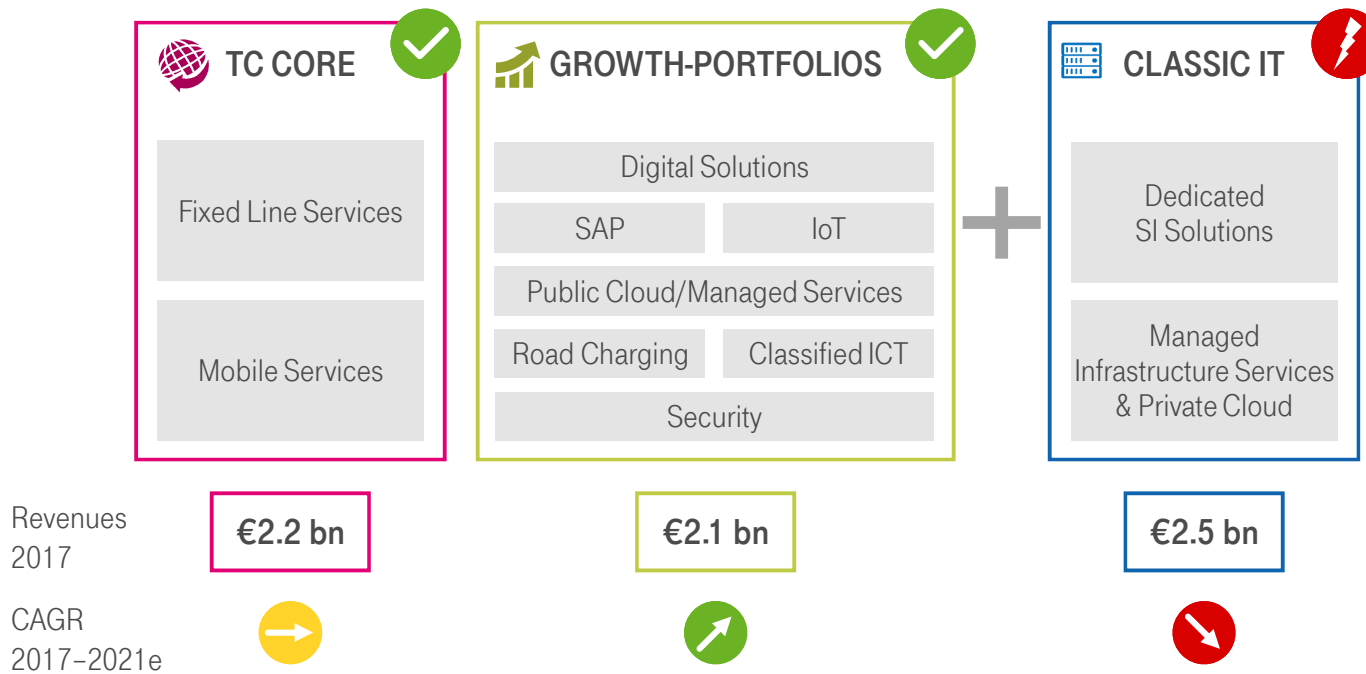 TC CORE
Fixed Line Services
Mobile Services
GROWTH-PORTFOLIOS
Digital Solutions
SAP
IoT
Public Cloud/Managed Services
Road Charging
Classified ICT
Security
CLASSIC IT
Dedicated
SI Solutions
Managed
Infrastructure Services
& Private Cloud
Revenues
2017
€2.2 bn
€2.1 bn
€2.5 bn
CAGR
2017–2021e